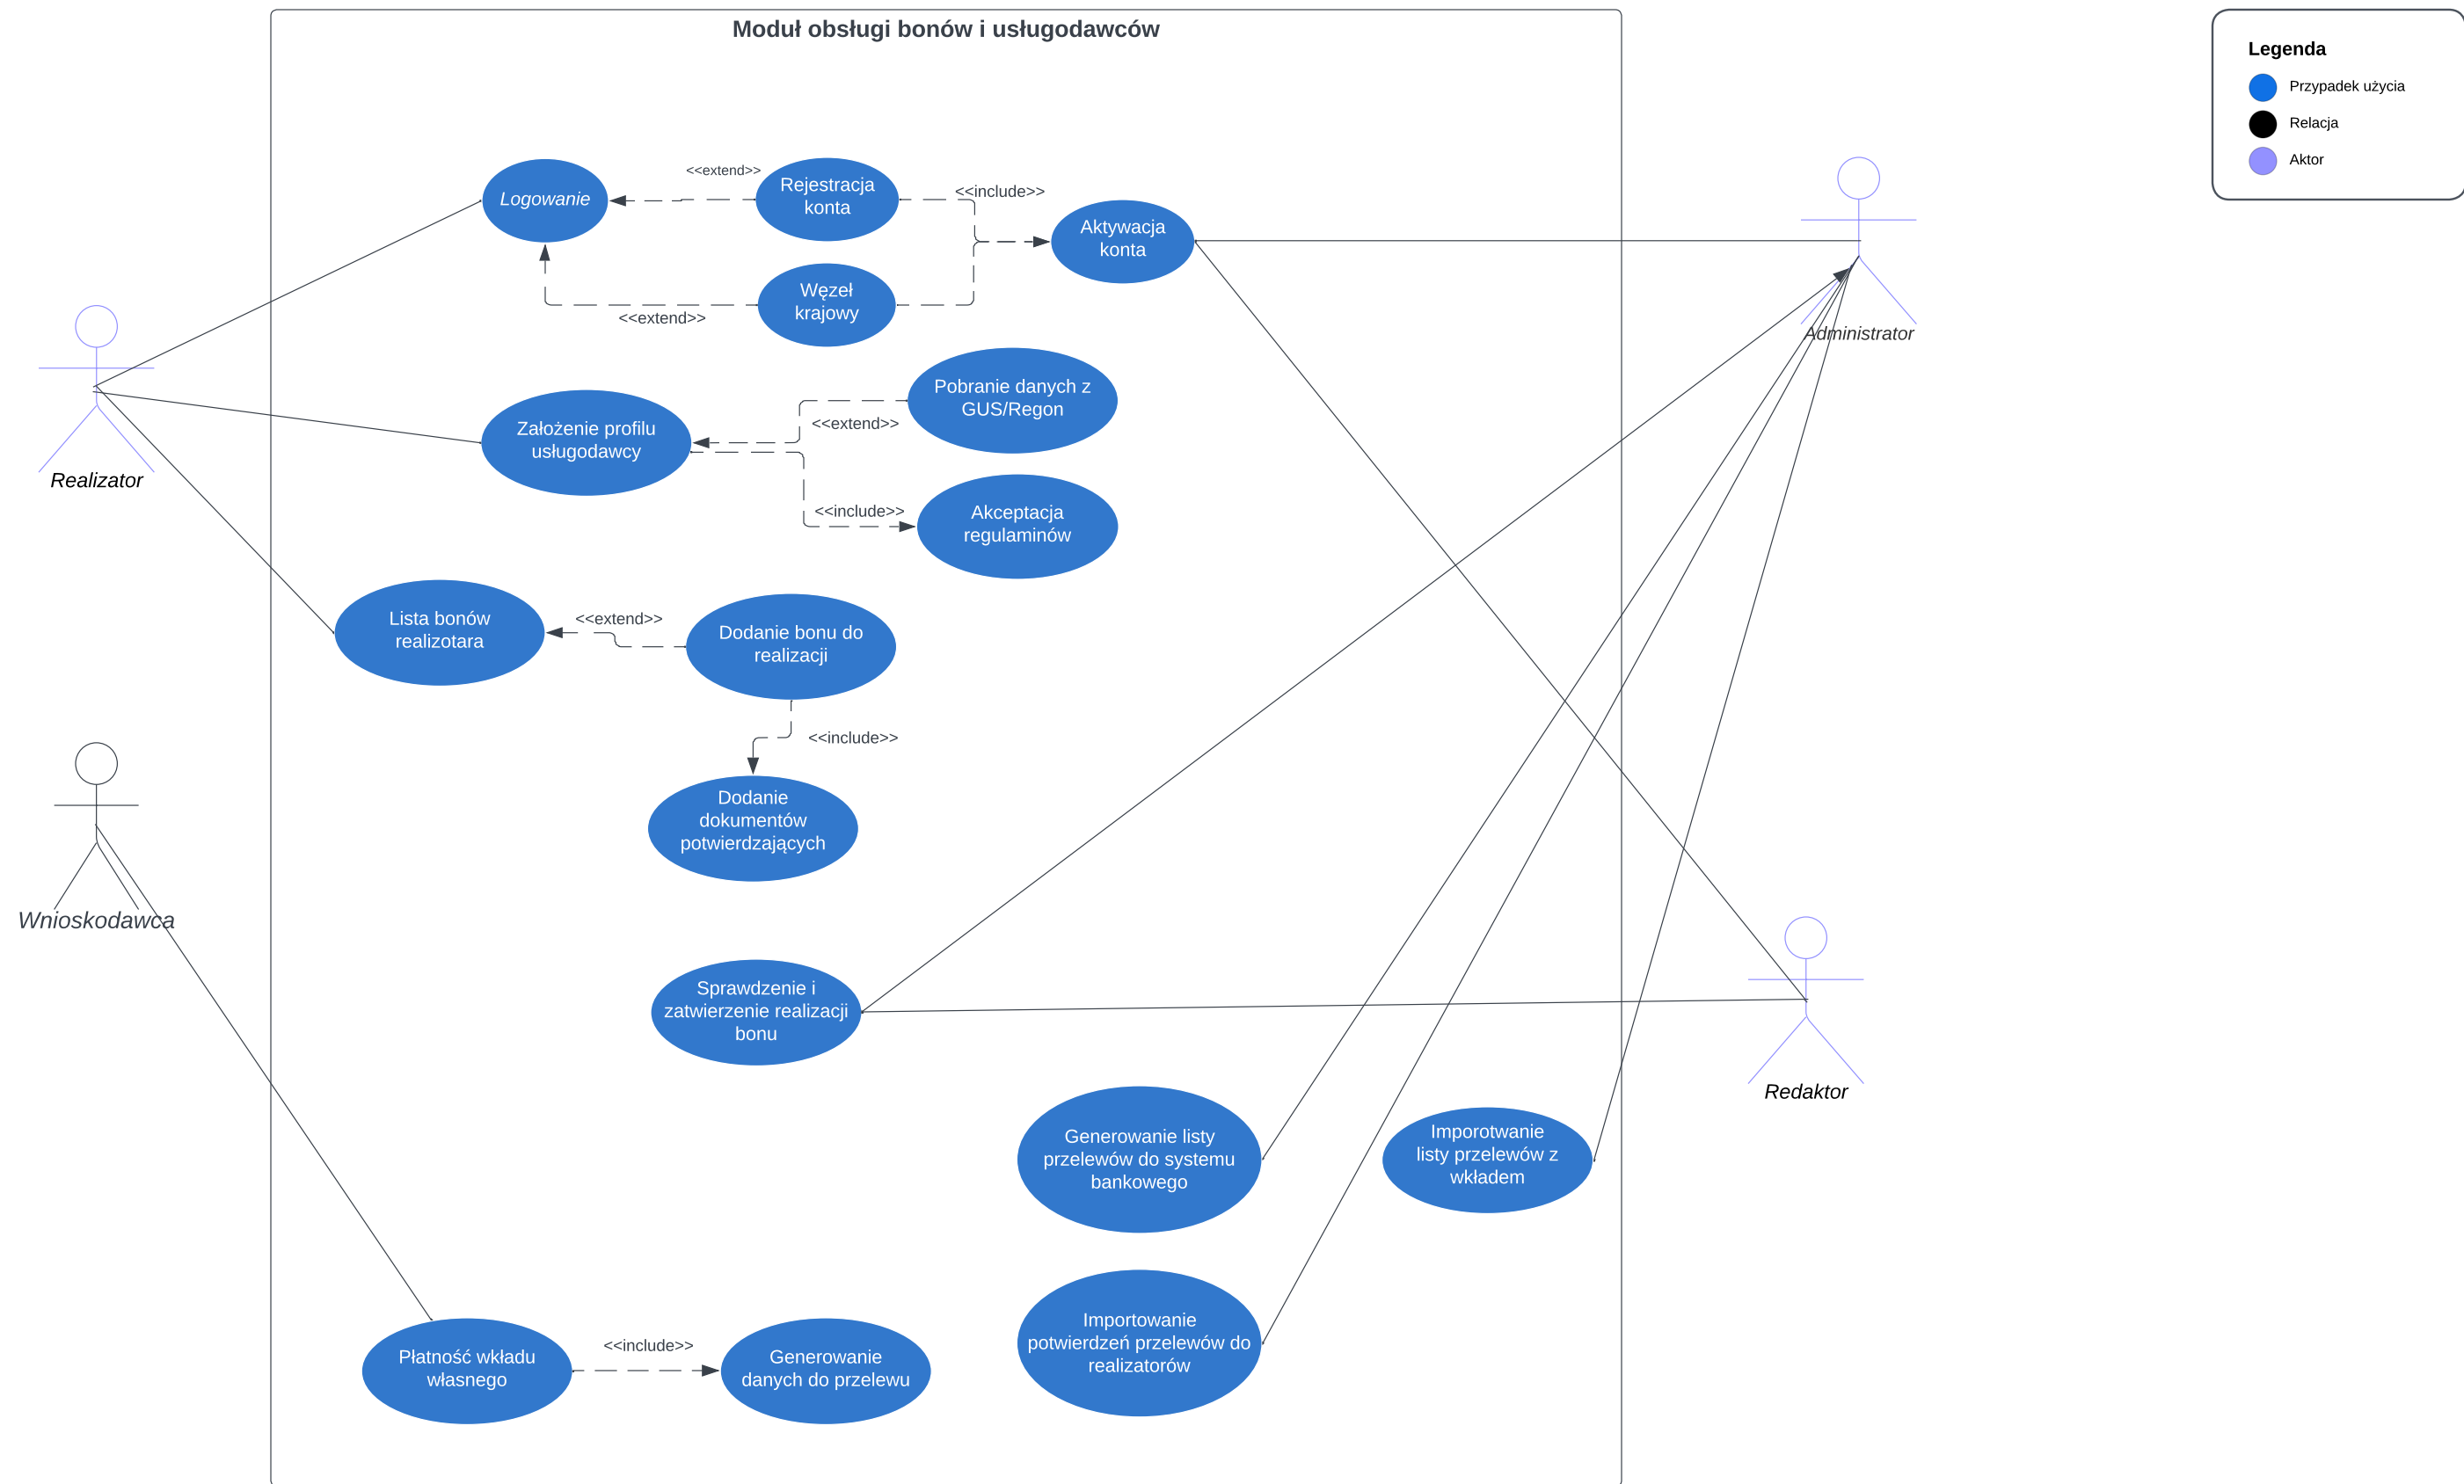 Moduł obsługi bonów i usługodawców
Legenda
Przypadek użycia
Relacja
Aktor
Logowanie
<<extend>>
Rejestracja
konta
<<include>>
Aktywacja
konta
Węzeł
krajowy
<<extend>>
Administrator
Realizator
Założenie profilu
usługodawcy
Pobranie danych z
GUS/Regon
<<extend>>
<<include>>
Akceptacja
regulaminów
Lista bonów
realizotara
<<extend>>
Dodanie bonu do
realizacji
<<include>>
Dodanie
dokumentów
potwierdzających
Wnioskodawca
Sprawdzenie i
zatwierzenie realizacji
bonu
Redaktor
Generowanie listy
przelewów do systemu
bankowego
Imporotwanie
listy przelewów z
wkładem
Importowanie
potwierdzeń przelewów do
realizatorów
Płatność wkładu
własnego
<<include>>
Generowanie
danych do przelewu